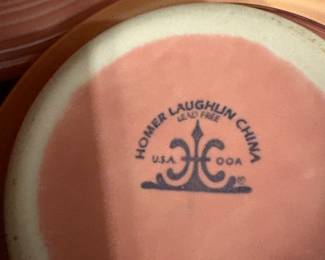 HOMER LAUGHLIN CHINA
LEAD FREE
U.S.A. OOA
®